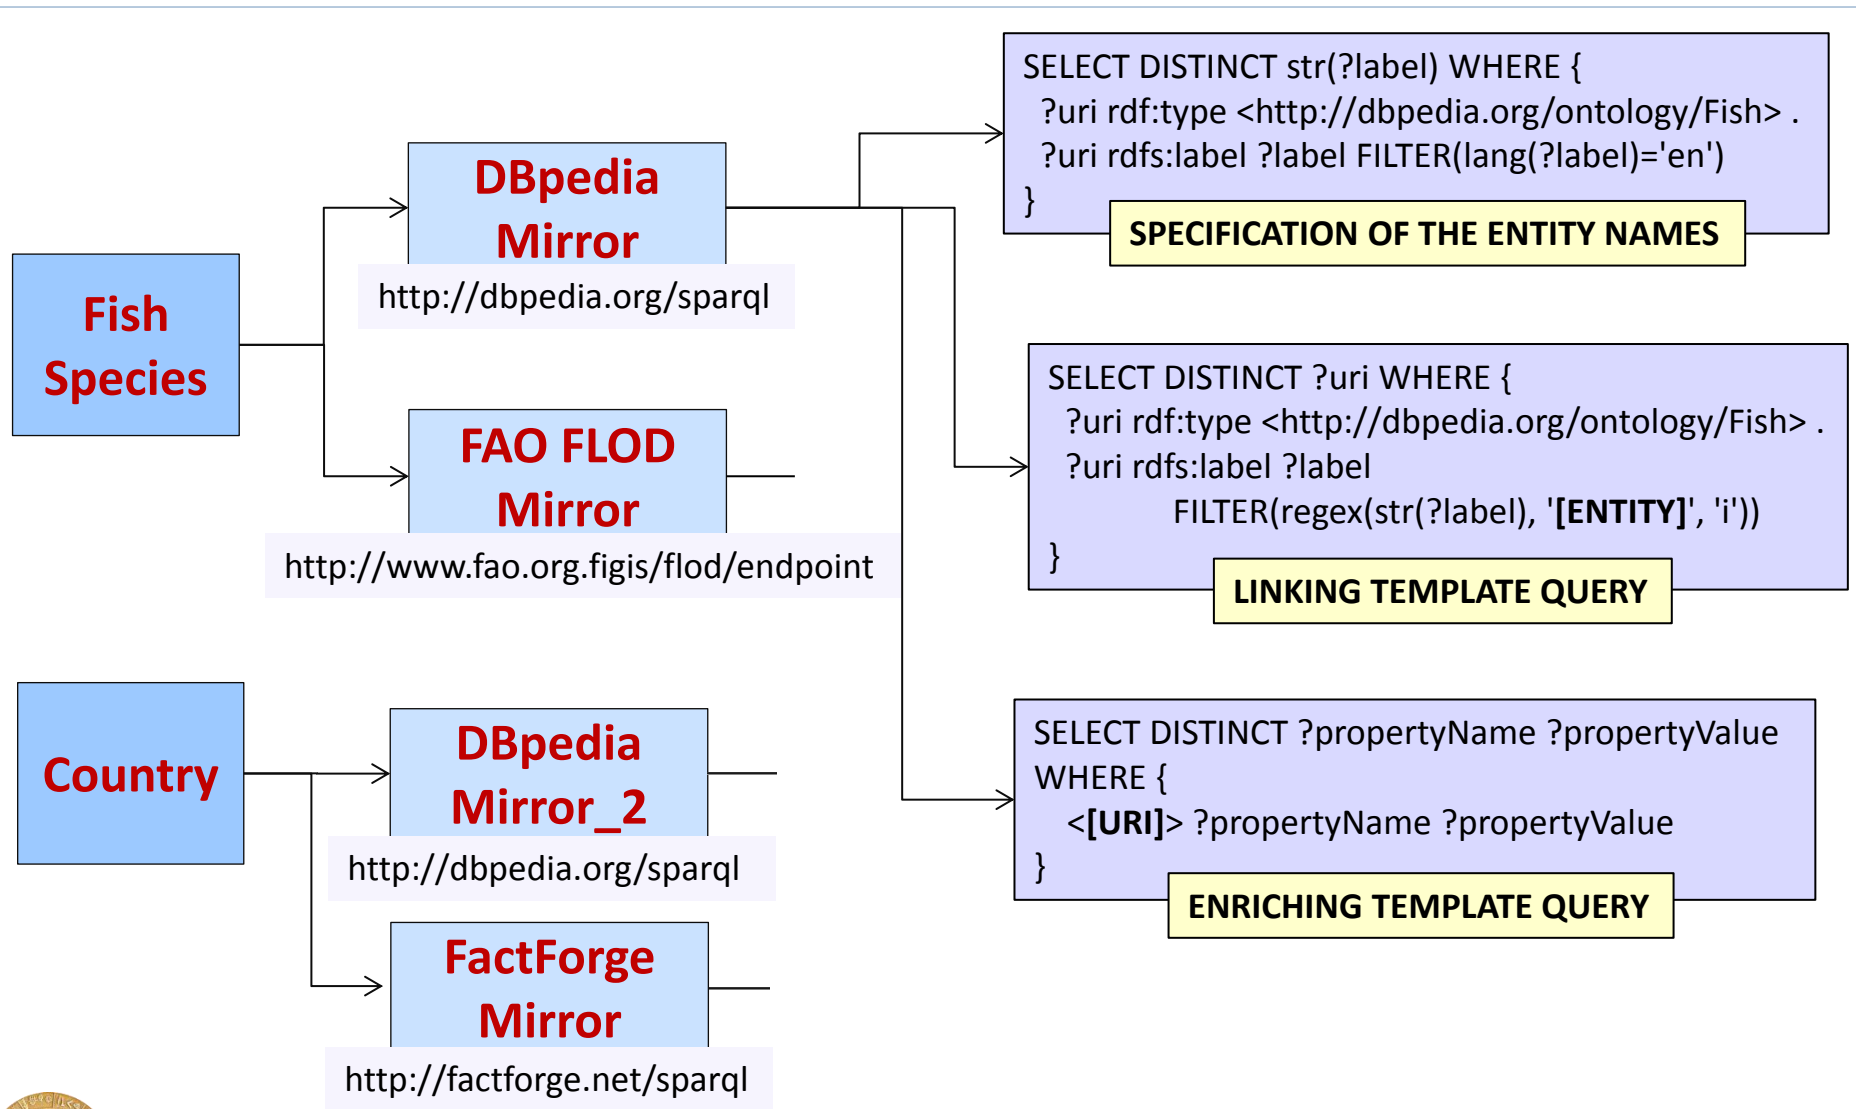 Fish
Species
DBpedia
Mirror
http://dbpedia.org/sparql
FAO FLOD
Mirror
http://www.fao.org.figis/flod/endpoint
Country
DBpedia
Mirror_2
http://dbpedia.org/sparql
FactForge
Mirror
http://factforge.net/sparql
SELECT DISTINCT str(?label) WHERE {
?uri rdf:type <http://dbpedia.org/ontology/Fish> .
?uri rdfs:label ?label FILTER(lang(?label)='en')
}
SPECIFICATION OF THE ENTITY NAMES
SELECT DISTINCT ?uri WHERE {
?uri rdf:type <http://dbpedia.org/ontology/Fish> .
?uri rdfs:label ?label
FILTER(regex(str(?label), '[ENTITY]', 'i'))
}
LINKING TEMPLATE QUERY
SELECT DISTINCT ?propertyName ?propertyValue
WHERE {
<[URI]> ?propertyName ?propertyValue
}
ENRICHING TEMPLATE QUERY